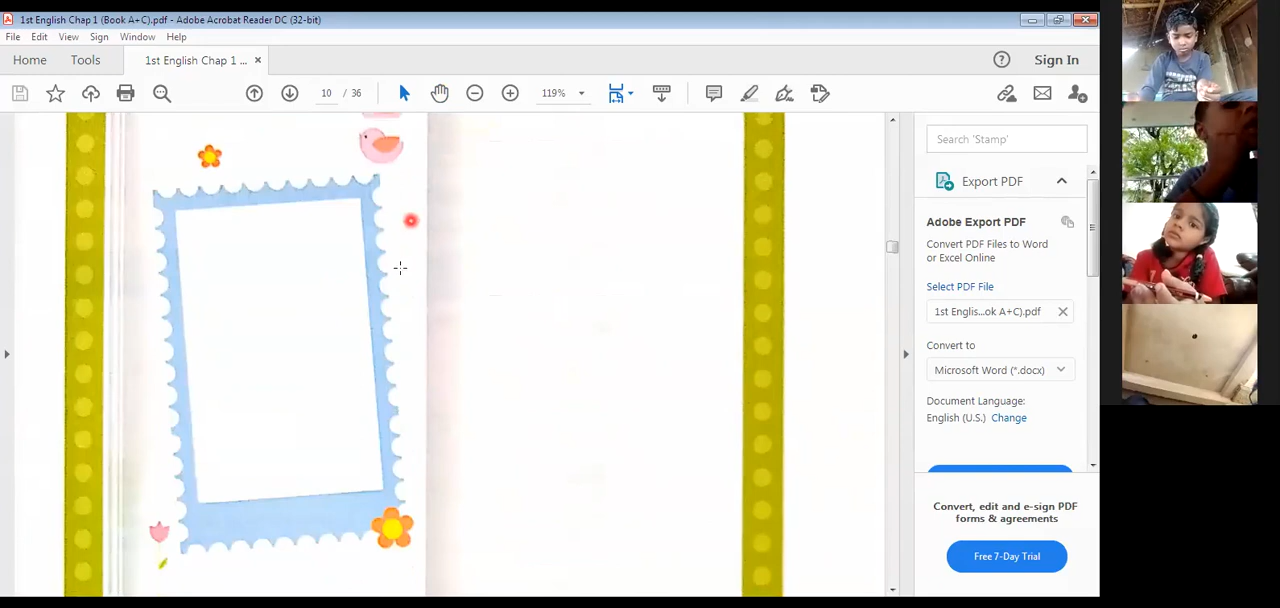 1st English Chap 1 (Book A+C).pdf - Adobe Acrobat Reader DC (32-bit)
File Edit View Sign Window Help
Home Tools 1st English Chap 1 ... × Sign In
10 / 36 119%
Search 'Stamp'
Export PDF
Adobe Export PDF
Convert PDF Files to Word
or Excel Online
Select PDF File
1st Englis...ok A+C).pdf
Convert to
Microsoft Word (*.docx)
Document Language:
English (U.S.) Change
Convert, edit and e-sign PDF
forms & agreements
Free 7-Day Trial